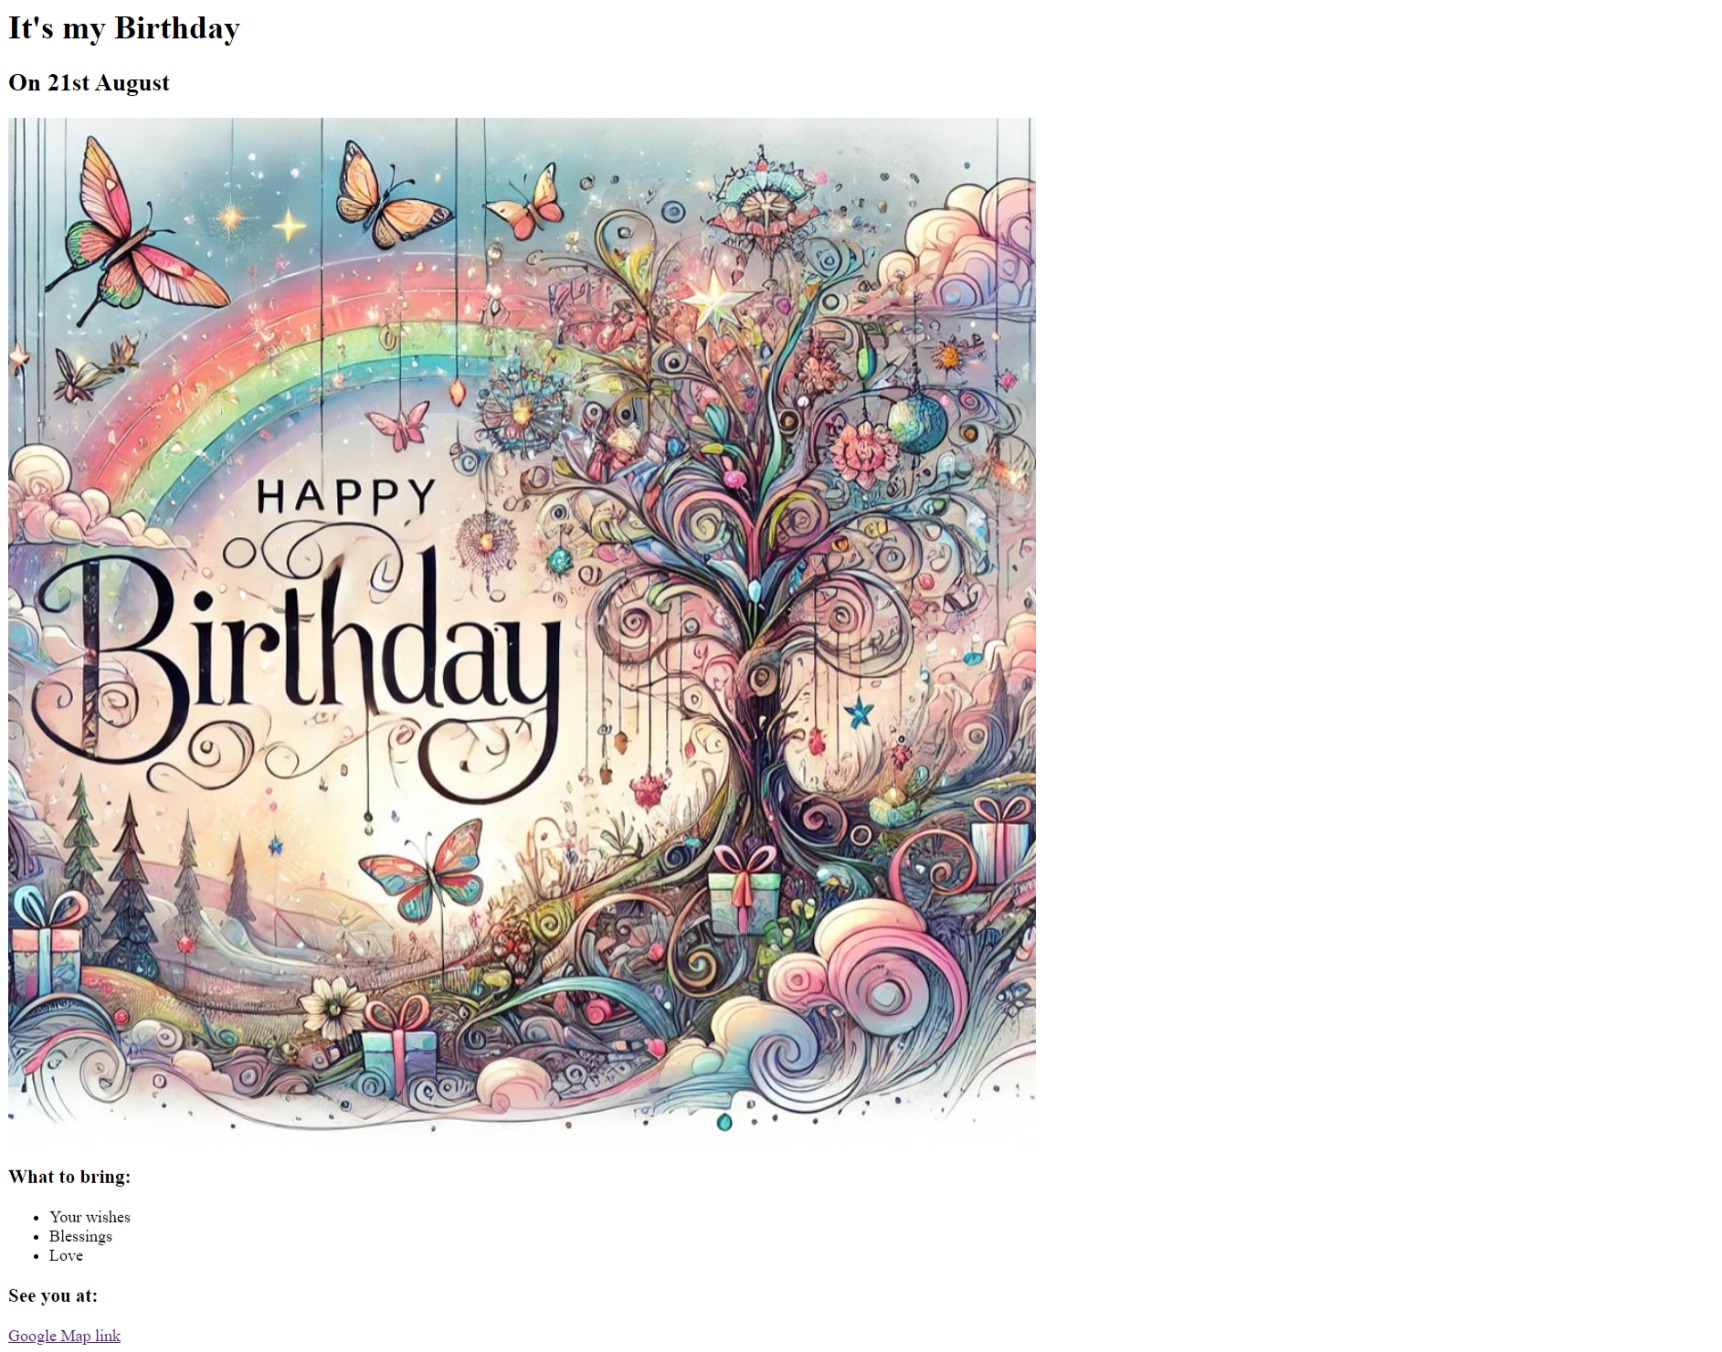 It's my Birthday
On 21st August
HAPPY
Birthday
What to bring:
Your wishes
Blessings
Love
See you at:
Google Map link